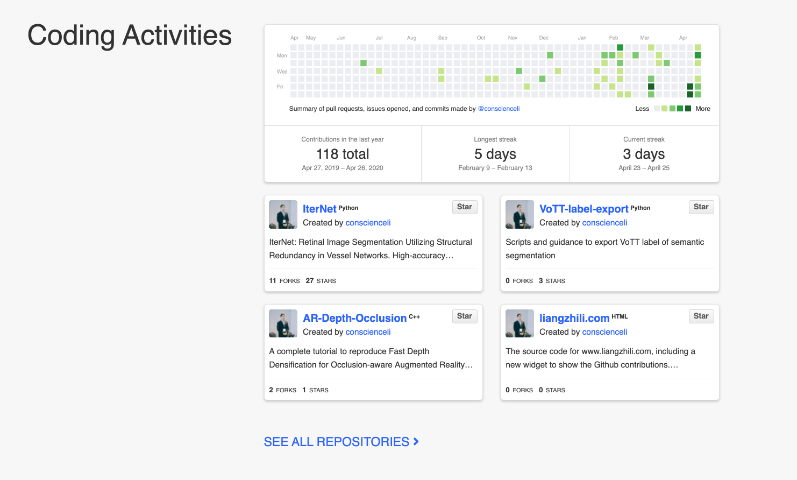 Coding Activities
Apr May Jun Jul Aug Sep Oct Nov Dec Jan Feb Mar Apr
Mon
Wed
Fri
Summary of pull requests, issues opened, and commits made by @conscienceli
Less More
Contributions in the last year
118 total
Apr 27, 2019 – Apr 26, 2020
Longest streak
5 days
February 9 – February 13
Current streak
3 days
April 23 – April 25
IterNet Python
Star
Created by conscienceli
IterNet: Retinal Image Segmentation Utilizing Structural
Redundancy in Vessel Networks. High-accuracy…
11 FORKS 27 STARS
VoTT-label-export Python
Star
Created by conscienceli
Scripts and guidance to export VoTT label of semantic
segmentation
0 FORKS 3 STARS
AR-Depth-Occlusion C++
Star
Created by conscienceli
A complete tutorial to reproduce Fast Depth
Densification for Occlusion-aware Augmented Reality…
2 FORKS 1 STARS
liangzhili.com HTML
Star
Created by conscienceli
The source code for www.liangzhili.com, including a
new widget to show the Github contributions.…
0 FORKS 0 STARS
SEE ALL REPOSITORIES >